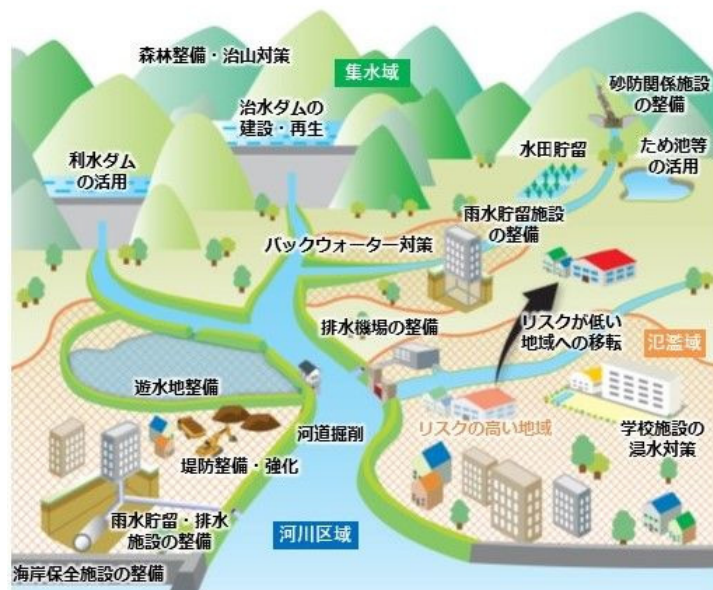 森林整備・治山対策
集水域
砂防関係施設
の整備
治水ダムの
建設・再生
利水ダム
の活用
水田貯留
ため池等
の活用
雨水貯留施設
の整備
バックウォーター対策
排水機場の整備
リスクが低い
地域への移転
氾濫域
遊水地整備
リスクの高い地域
学校施設の
浸水対策
河道掘削
堤防整備・強化
雨水貯留・排水
施設の整備
河川区域
海岸保全施設の整備